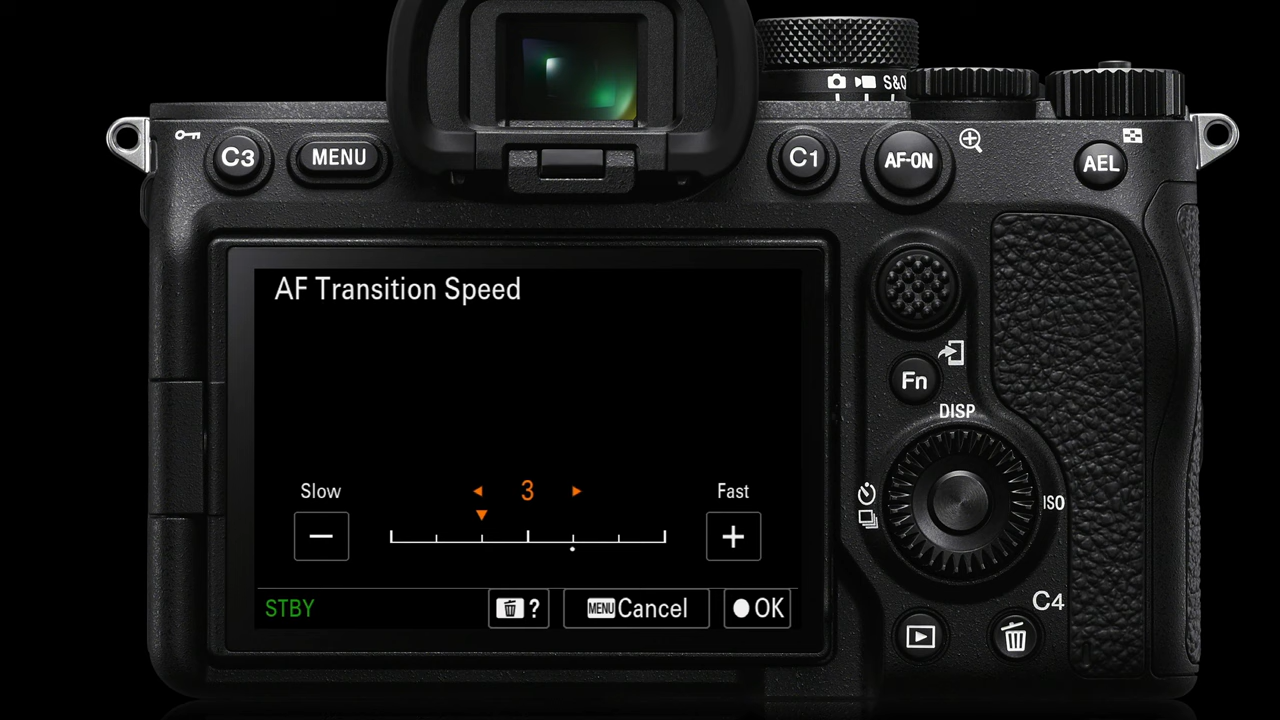 S&Q
C3
MENU
C1
AF-ON
AEL
AF Transition Speed
Fn
DISP
Slow
3
Fast
ISO
− +
STBY
?
MENU Cancel
OK
C4